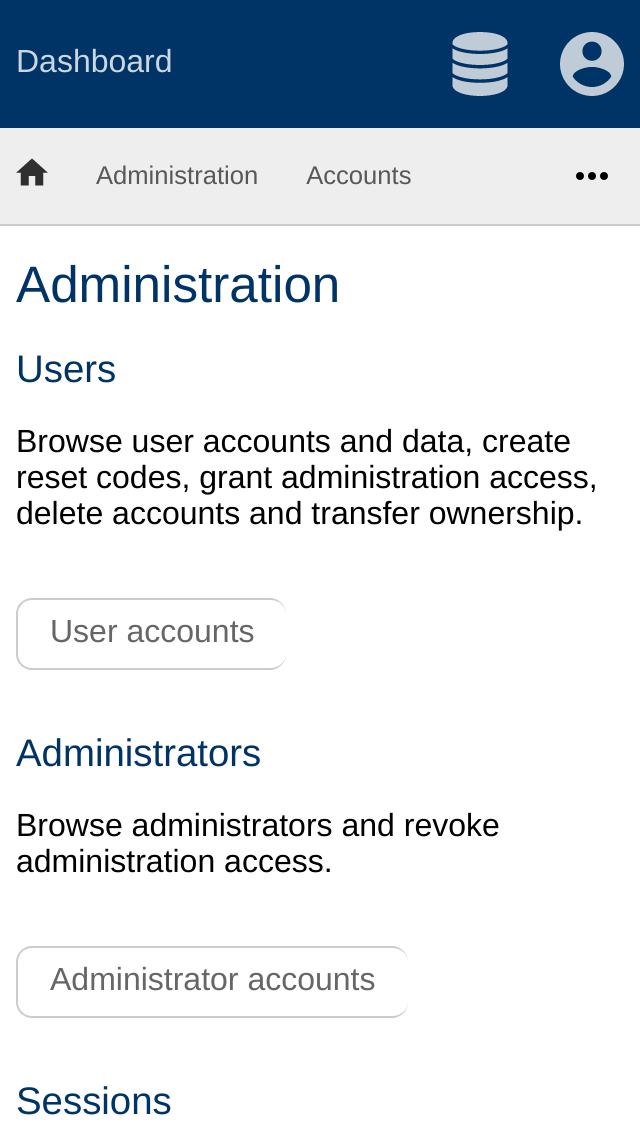 Dashboard
Administration Accounts
Administration
Users
Browse user accounts and data, create
reset codes, grant administration access,
delete accounts and transfer ownership.
User accounts
Administrators
Browse administrators and revoke
administration access.
Administrator accounts
Sessions